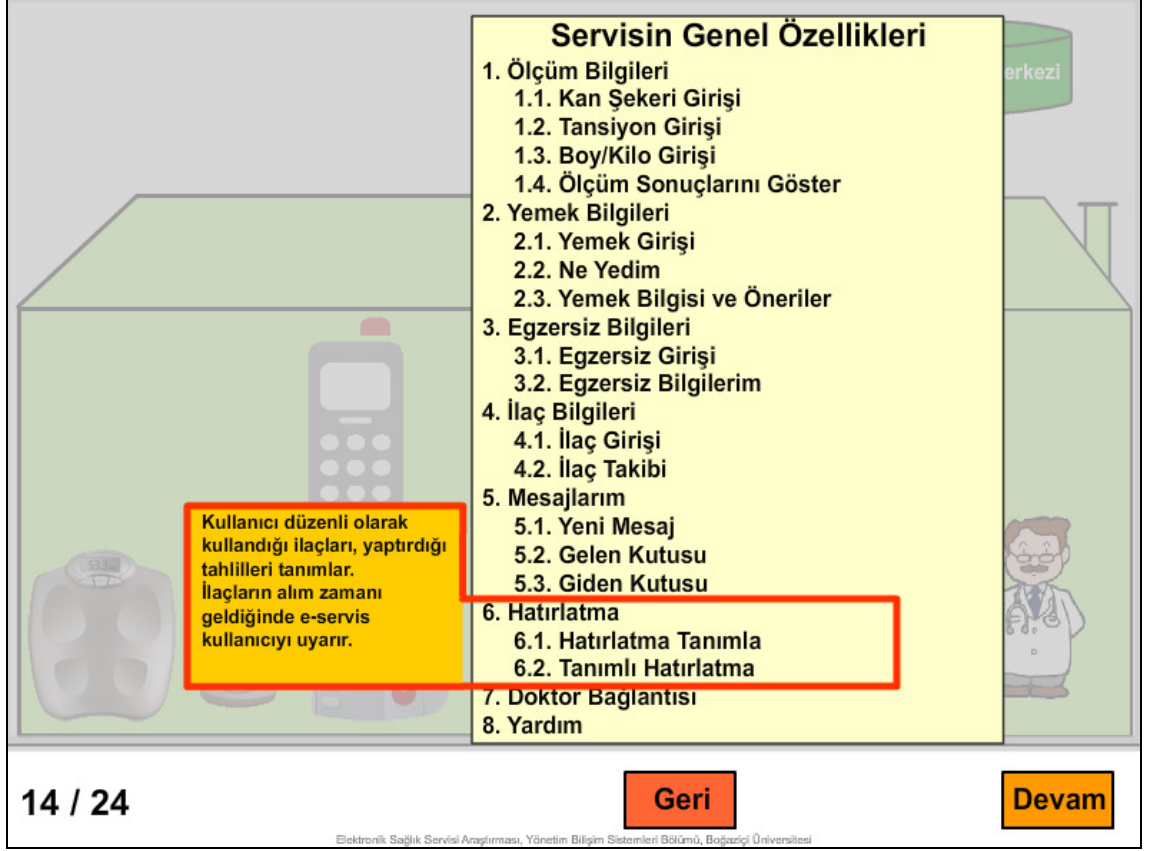 Servisin Genel Özellikleri
erkezi
1. Ölçüm Bilgileri
1.1. Kan Şekeri Girişi
1.2. Tansiyon Girişi
1.3. Boy/Kilo Girişi
1.4. Ölçüm Sonuçlarını Göster
2. Yemek Bilgileri
2.1. Yemek Girişi
2.2. Ne Yedim
2.3. Yemek Bilgisi ve Öneriler
3. Egzersiz Bilgileri
3.1. Egzersiz Girişi
3.2. Egzersiz Bilgilerim
4. İlaç Bilgileri
4.1. İlaç Girişi
4.2. İlaç Takibi
5. Mesajlarım
5.1. Yeni Mesaj
5.2. Gelen Kutusu
5.3. Giden Kutusu
6. Hatırlatma
6.1. Hatırlatma Tanımla
6.2. Tanımlı Hatırlatma
7. Doktor Bağlantısı
8. Yardım
Kullanıcı düzenli olarak
kullandığı ilaçları, yaptırdığı
tahlilleri tanımlar.
İlaçların alım zamanı
geldiğinde e-servis
kullanıcıyı uyarır.
14 / 24
Geri
Devam
Elektronik Sağlık Servisi Araştırması, Yönetim Bilişim Sistemleri Bölümü, Boğaziçi Üniversitesi